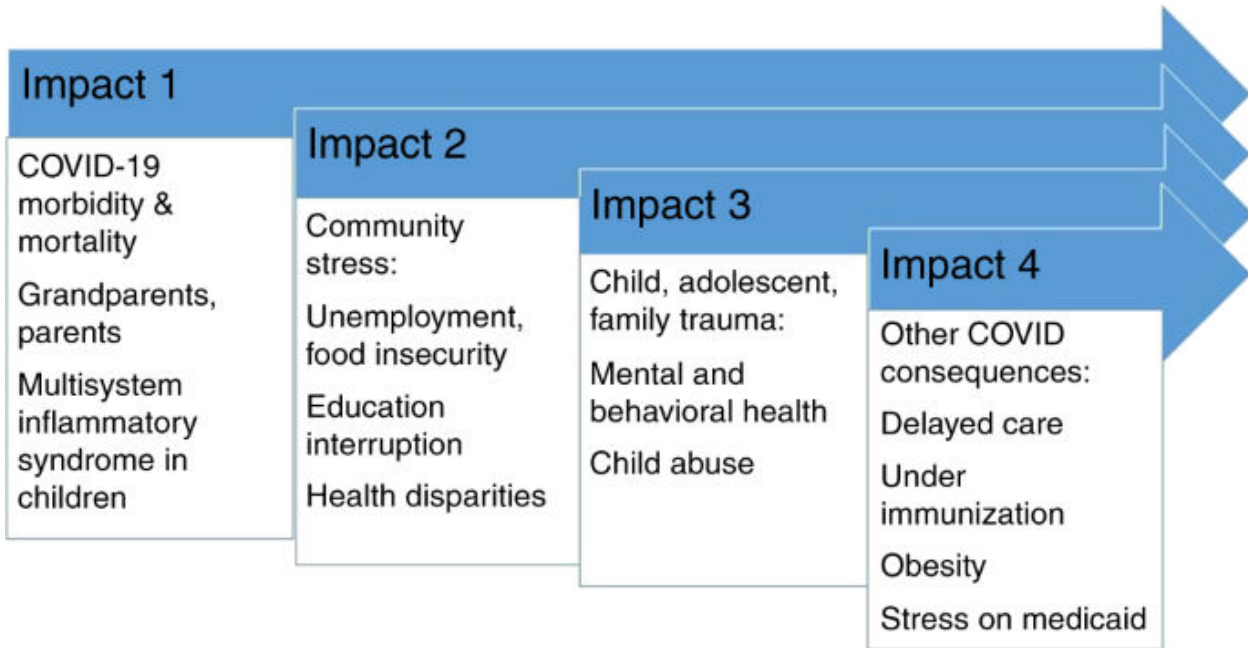 Impact 1
COVID-19
morbidity &
mortality
Grandparents,
parents
Multisystem
inflammatory
syndrome in
children
Impact 2
Community
stress:
Unemployment,
food insecurity
Education
interruption
Health disparities
Impact 3
Child, adolescent,
family trauma:
Mental and
behavioral health
Child abuse
Impact 4
Other COVID
consequences:
Delayed care
Under
immunization
Obesity
Stress on medicaid